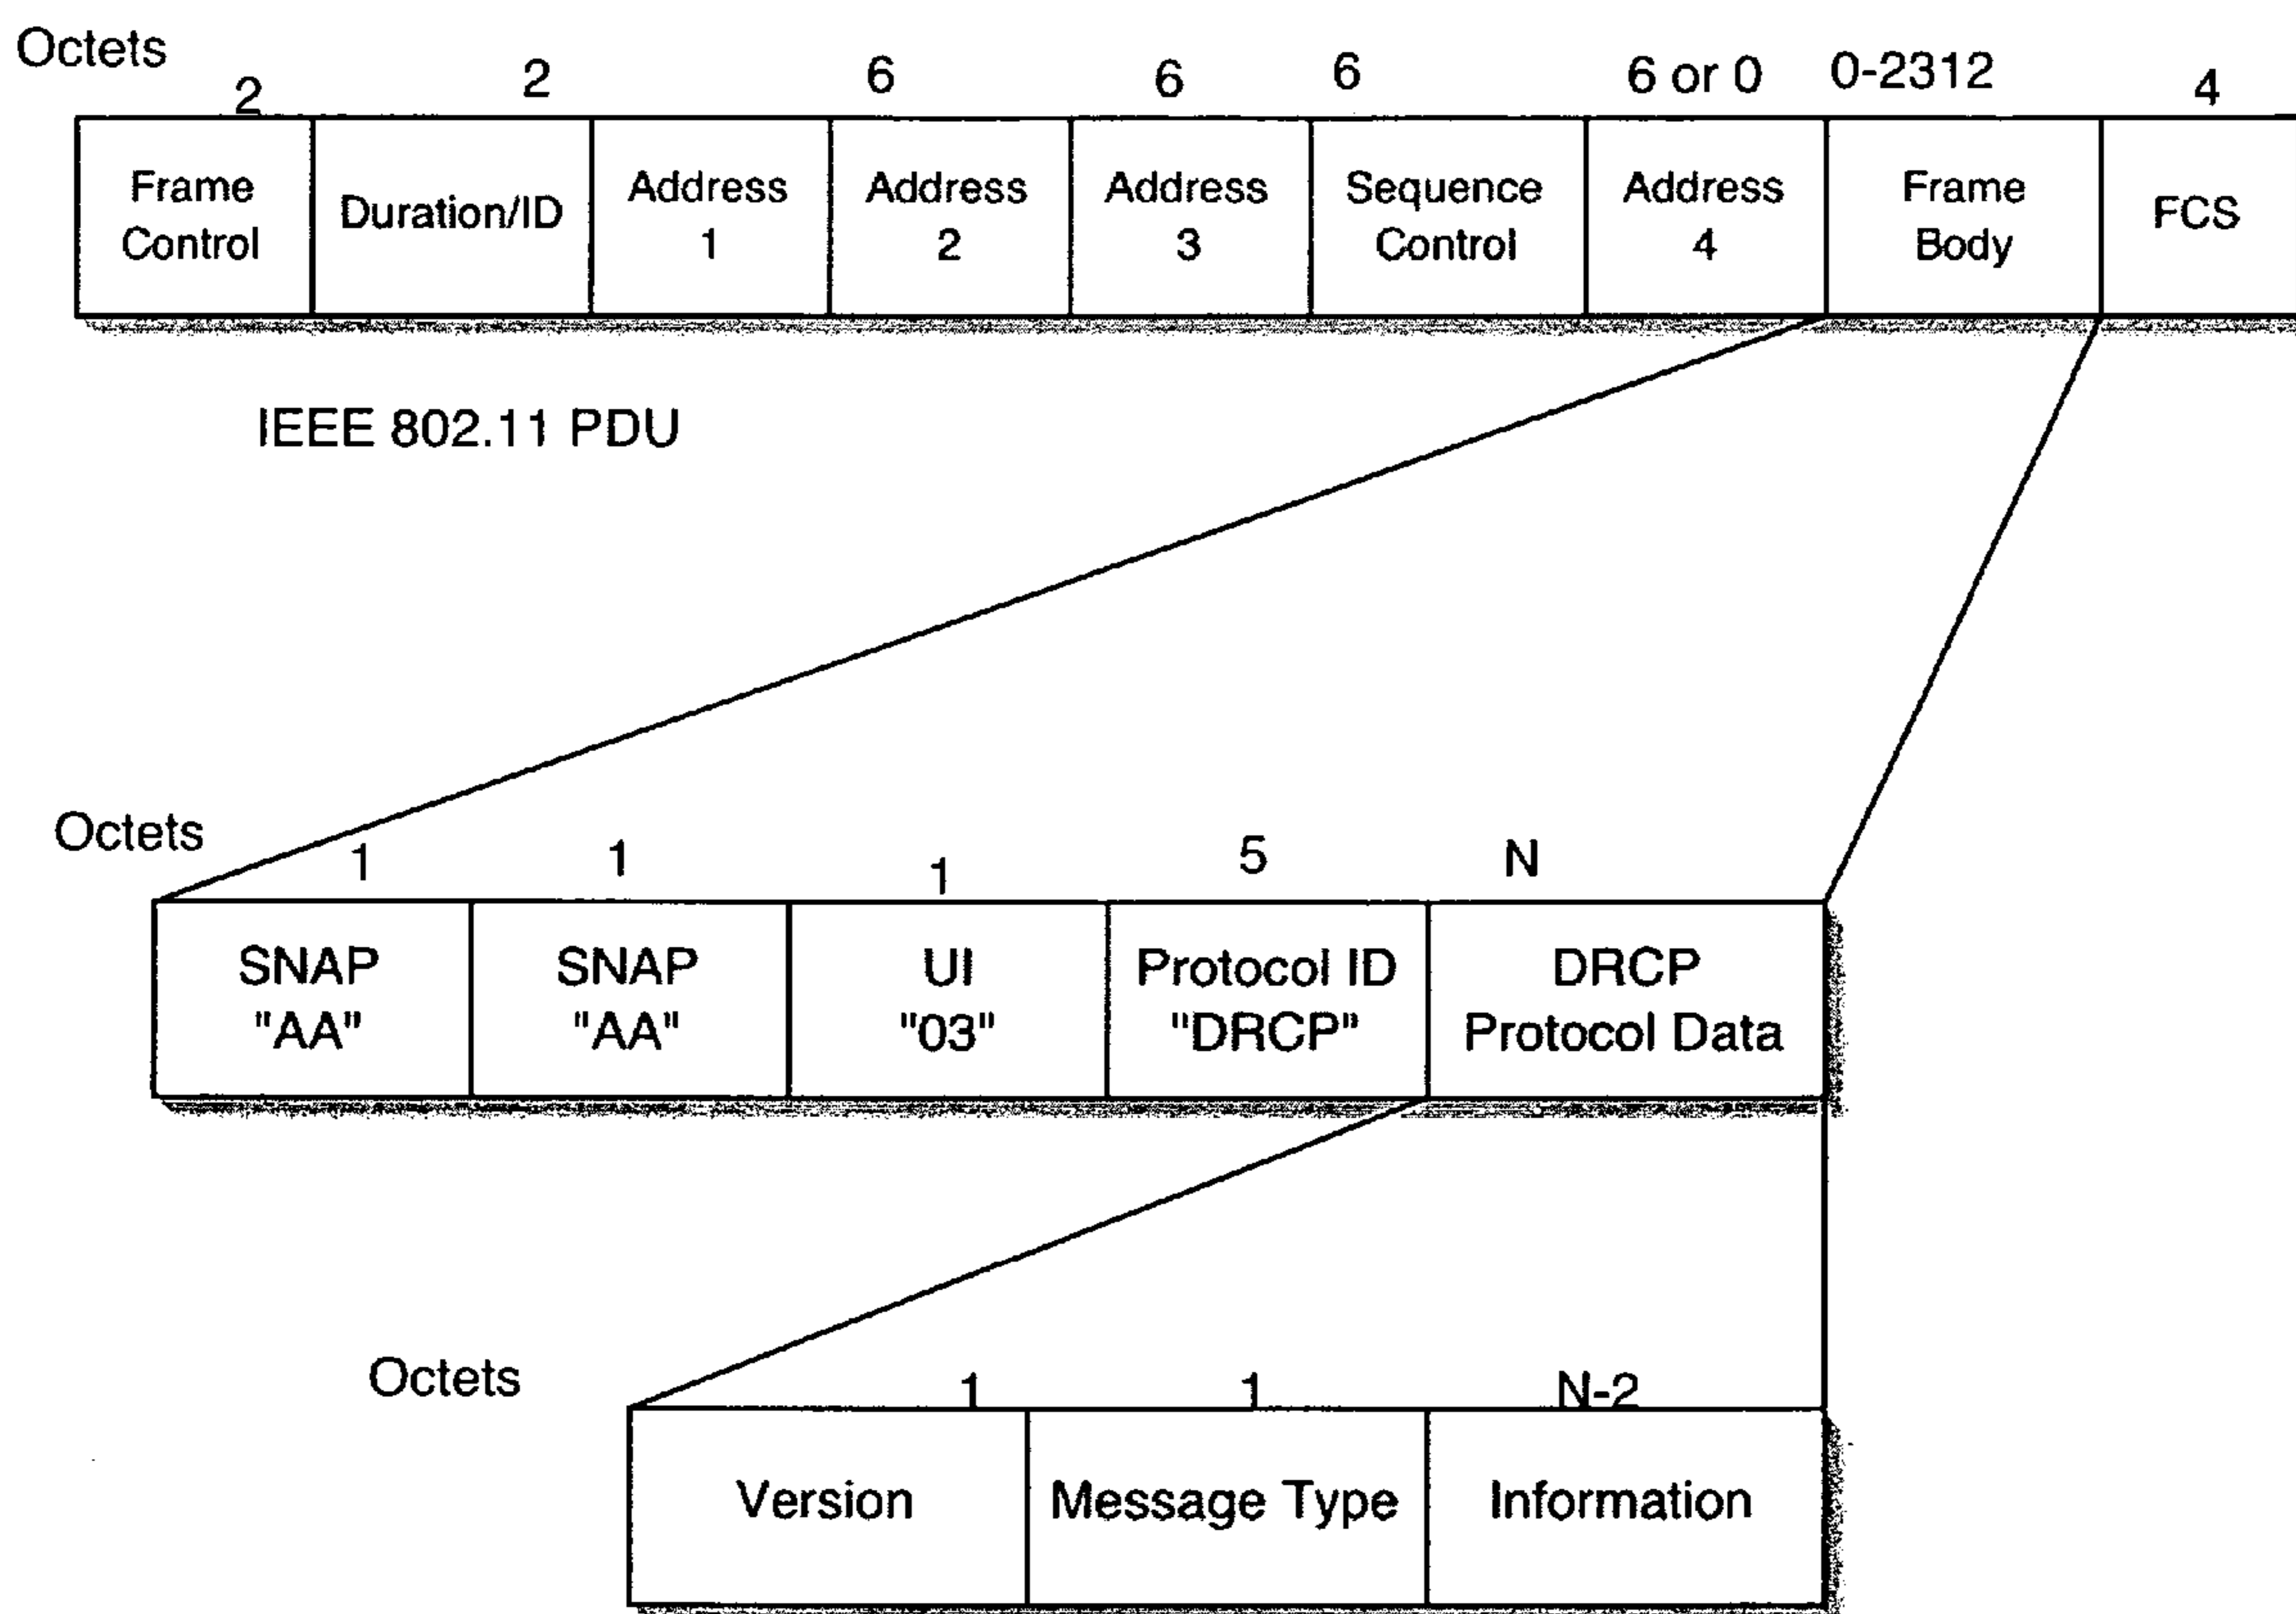 Octets
2 2 6 6 6 6 or 0 0-2312 4
Frame Control
Duration/ID
Address 1
Address 2
Address 3
Sequence Control
Address 4
Frame Body
FCS
IEEE 802.11 PDU
Octets
1 1 1 5 N
SNAP "AA"
SNAP "AA"
UI "03"
Protocol ID "DRCP"
DRCP Protocol Data
Octets
1 1 N-2
Version
Message Type
Information